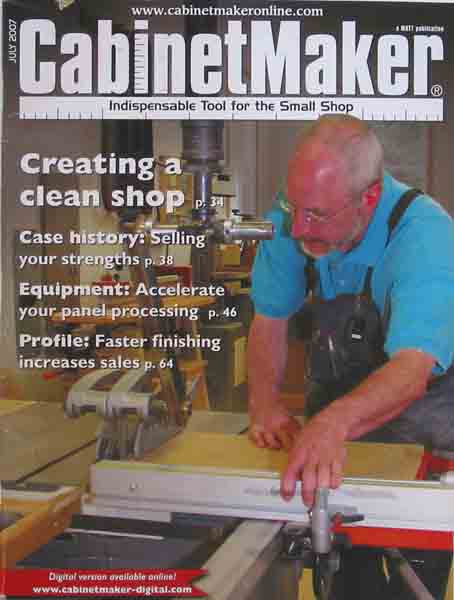 www.cabinetmakeronline.com
JULY 2007
a WATT publication
CabinetMaker®
Indispensable Tool for the Small Shop
Creating a
clean shop p. 34
Case history: Selling
your strengths p. 38
Equipment: Accelerate
your panel processing p. 46
Profile: Faster finishing
increases sales p. 64
Digital version available online!
www.cabinetmaker-digital.com